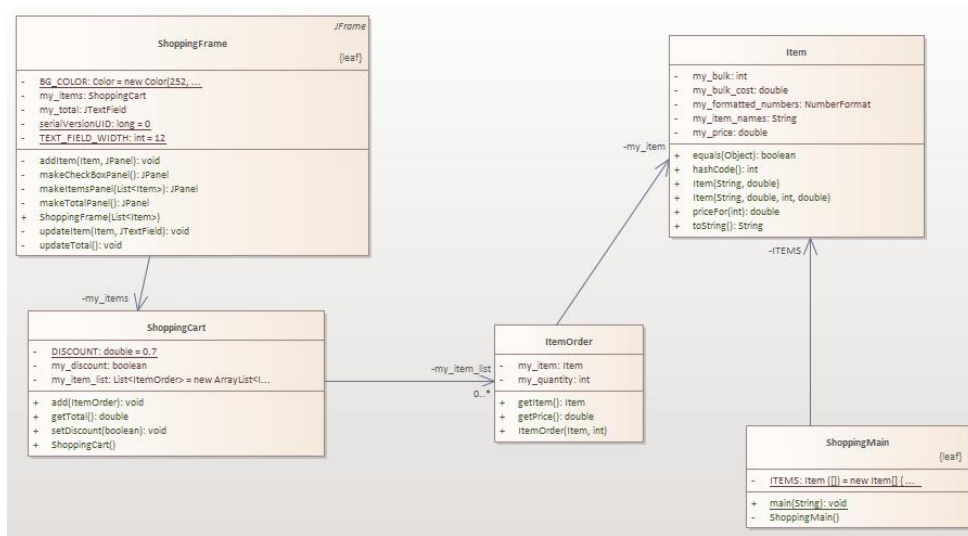 JFrame
ShoppingFrame
{leaf}
- BG_COLOR: Color = new Color(252, ...
- my_items: ShoppingCart
- my_total: JTextField
- serialVersionUID: long = 0
- TEXT_FIELD_WIDTH: int = 12
- addItem(Item, JPanel): void
- makeCheckBoxPanel(): JPanel
- makeItemsPanel(List<Item>): JPanel
- makeTotalPanel(): JPanel
+ ShoppingFrame(List<Item>)
- updateItem(Item, JTextField): void
- updateTotal(): void
Item
- my_bulk: int
- my_bulk_cost: double
- my_formatted_numbers: NumberFormat
- my_item_names: String
- my_price: double
+ equals(Object): boolean
+ hashCode(): int
+ Item(String, double)
+ Item(String, double, int, double)
+ priceFor(int): double
+ toString(): String
-my_item
-ITEMS
-my_items
ShoppingCart
- DISCOUNT: double = 0.7
- my_discount: boolean
- my_item_list: List<ItemOrder> = new ArrayList<I...
+ add(ItemOrder): void
+ getTotal(): double
+ setDiscount(boolean): void
+ ShoppingCart()
-my_item_list
0..*
ItemOrder
- my_item: Item
- my_quantity: int
+ getItem(): Item
+ getPrice(): double
+ ItemOrder(Item, int)
ShoppingMain
{leaf}
- ITEMS: Item ([]) = new Item[] { ...
+ main(String): void
- ShoppingMain()